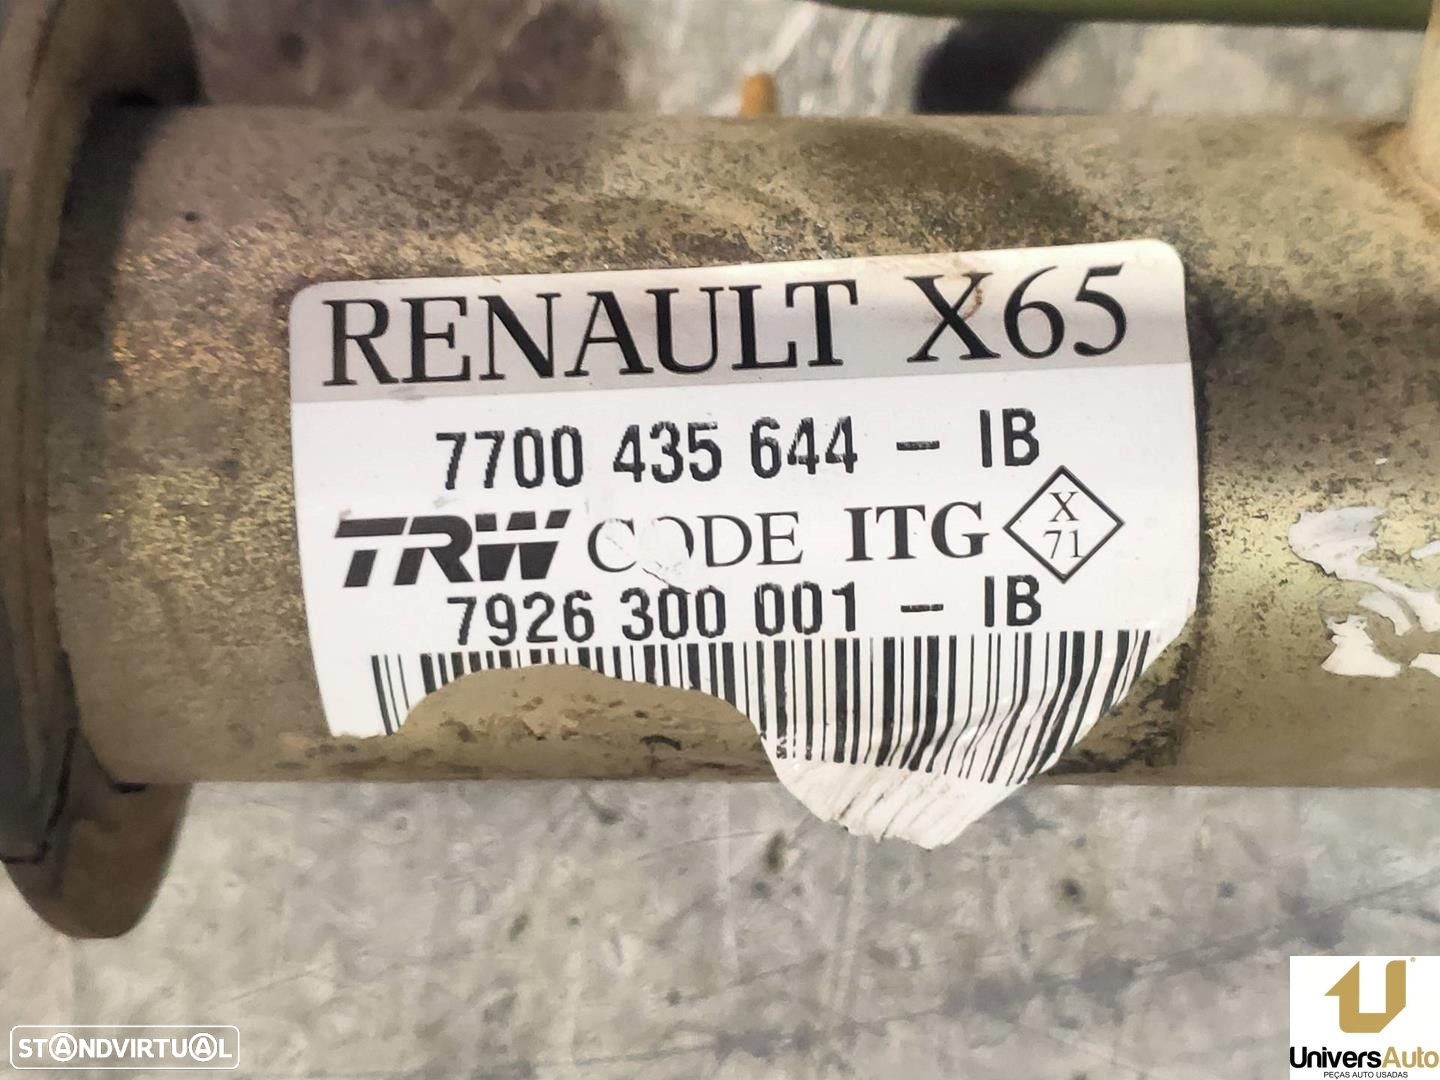 RENAULT X65
7700 435 644 - IB
TRW CODE ITG X
71
7926 300 001 - IB
STANDVIRTUAL
UniversAuto
PEÇAS AUTO USADAS